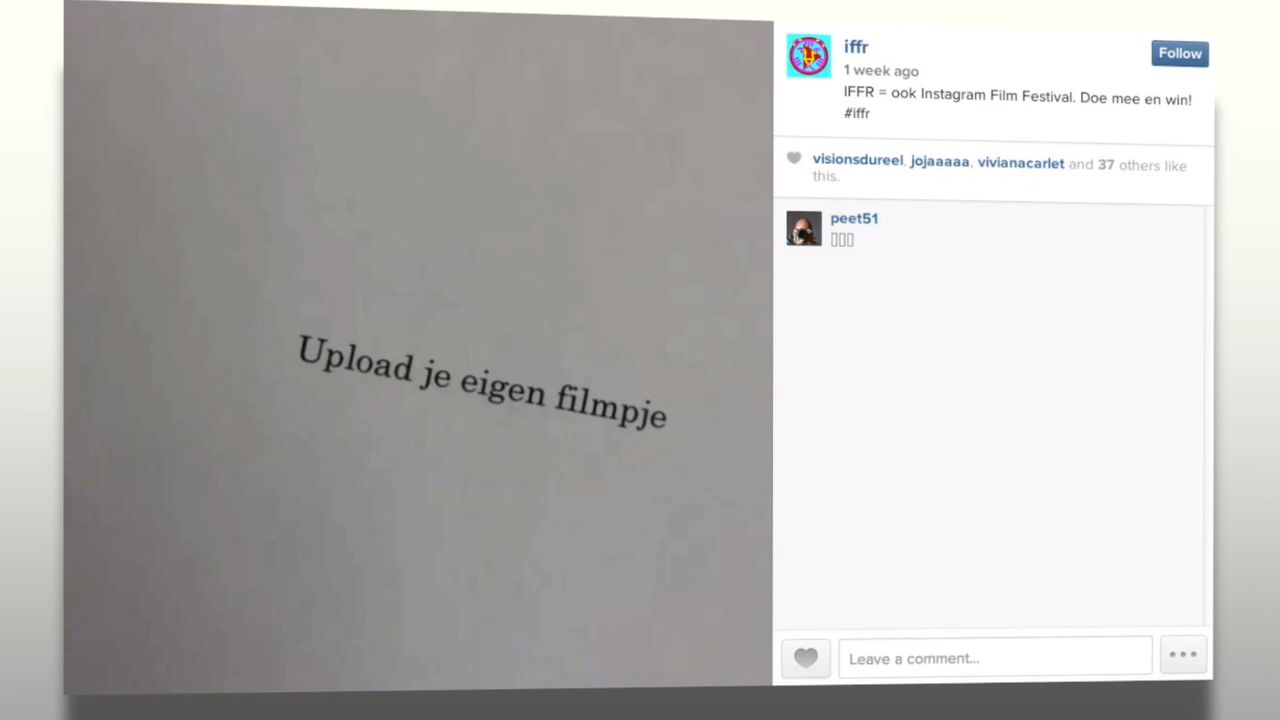 Upload je eigen filmpje
iffr
Follow
1 week ago
IFFR = ook Instagram Film Festival. Doe mee en win!
#iffr
visionsdureel, jojaaaaa, vivianacarlet and 37 others like
this.
peet51
Leave a comment...